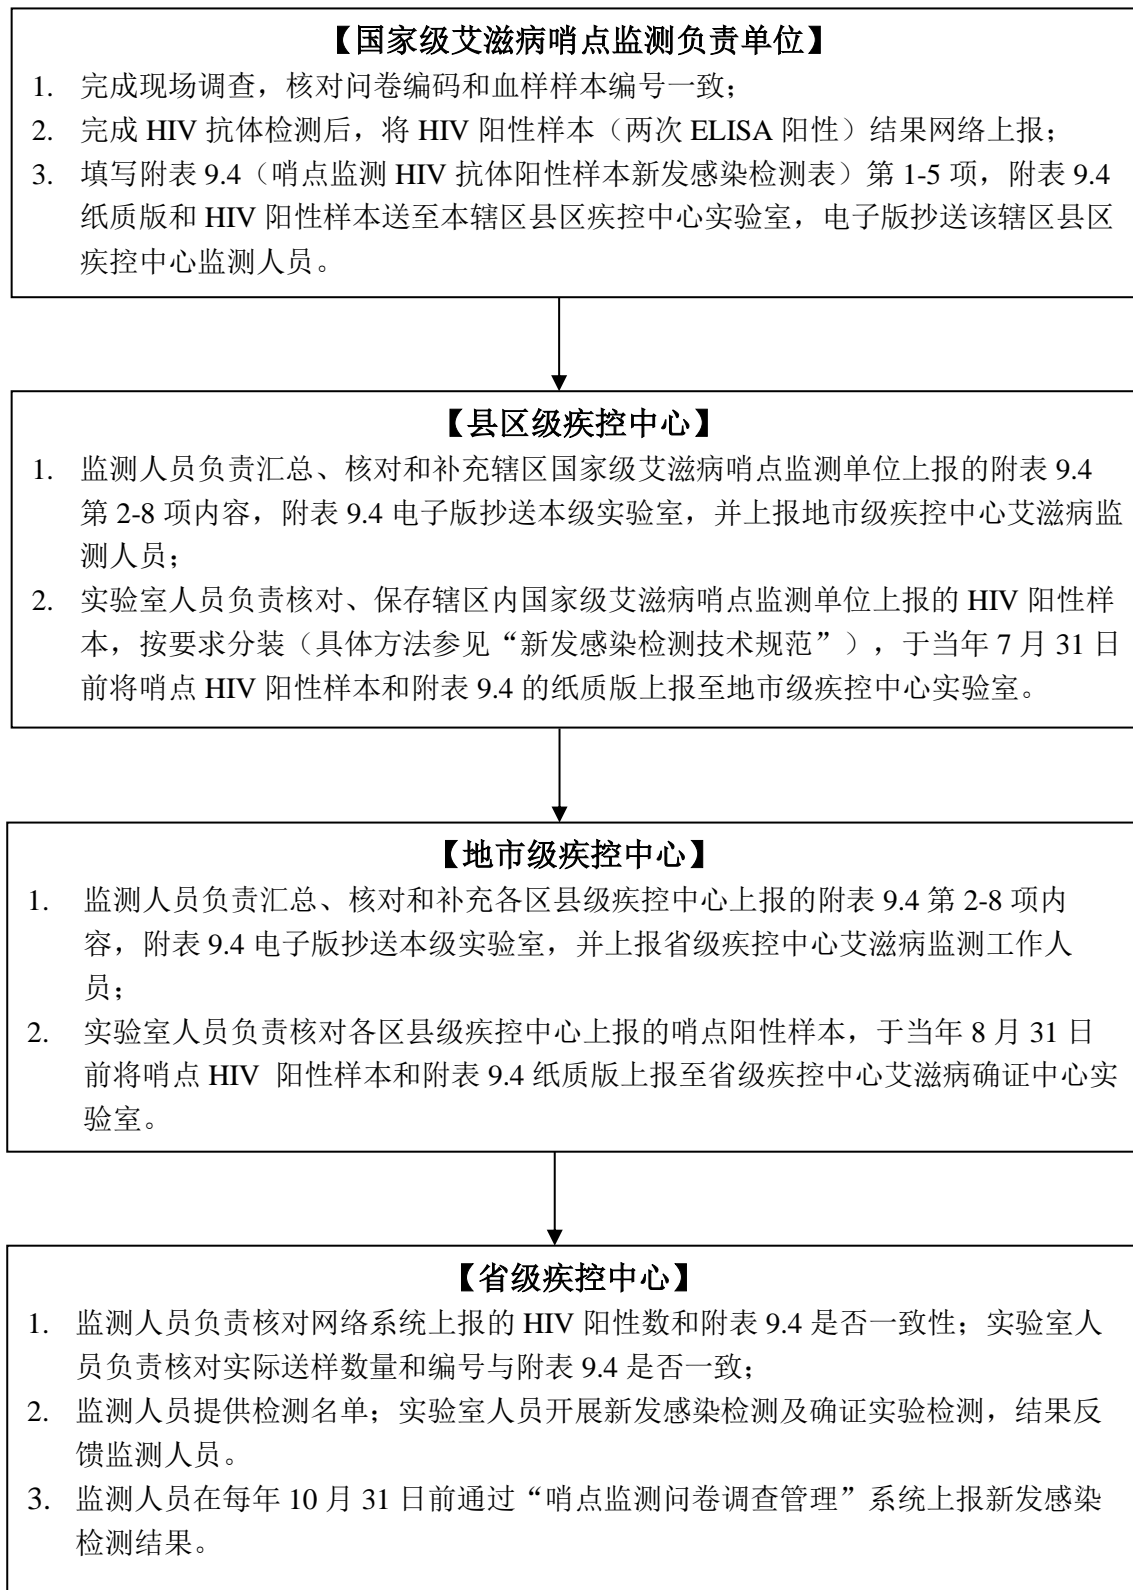 【国家级艾滋病哨点监测负责单位】
1. 完成现场调查，核对问卷编码和血样样本编号一致；
2. 完成 HIV 抗体检测后，将 HIV 阳性样本（两次 ELISA 阳性）结果网络上报；
3. 填写附表 9.4（哨点监测 HIV 抗体阳性样本新发感染检测表）第 1-5 项，附表 9.4
纸质版和 HIV 阳性样本送至本辖区县区疾控中心实验室，电子版抄送该辖区县区
疾控中心监测人员。
【县区级疾控中心】
1. 监测人员负责汇总、核对和补充辖区国家级艾滋病哨点监测单位上报的附表 9.4
第 2-8 项内容，附表 9.4 电子版抄送本级实验室，并上报地市级疾控中心艾滋病监
测人员；
2. 实验室人员负责核对、保存辖区内国家级艾滋病哨点监测单位上报的 HIV 阳性样
本，按要求分装（具体方法参见“新发感染检测技术规范”），于当年 7 月 31 日
前将哨点 HIV 阳性样本和附表 9.4 的纸质版上报至地市级疾控中心实验室。
【地市级疾控中心】
1. 监测人员负责汇总、核对和补充各区县级疾控中心上报的附表 9.4 第 2-8 项内
容，附表 9.4 电子版抄送本级实验室，并上报省级疾控中心艾滋病监测工作人
员；
2. 实验室人员负责核对各区县级疾控中心上报的哨点阳性样本，于当年 8 月 31 日
前将哨点 HIV 阳性样本和附表 9.4 纸质版上报至省级疾控中心艾滋病确证中心实
验室。
【省级疾控中心】
1. 监测人员负责核对网络系统上报的 HIV 阳性数和附表 9.4 是否一致性；实验室人
员负责核对实际送样数量和编号与附表 9.4 是否一致；
2. 监测人员提供检测名单；实验室人员开展新发感染检测及确证实验检测，结果反
馈监测人员。
3. 监测人员在每年 10 月 31 日前通过“哨点监测问卷调查管理”系统上报新发感染
检测结果。